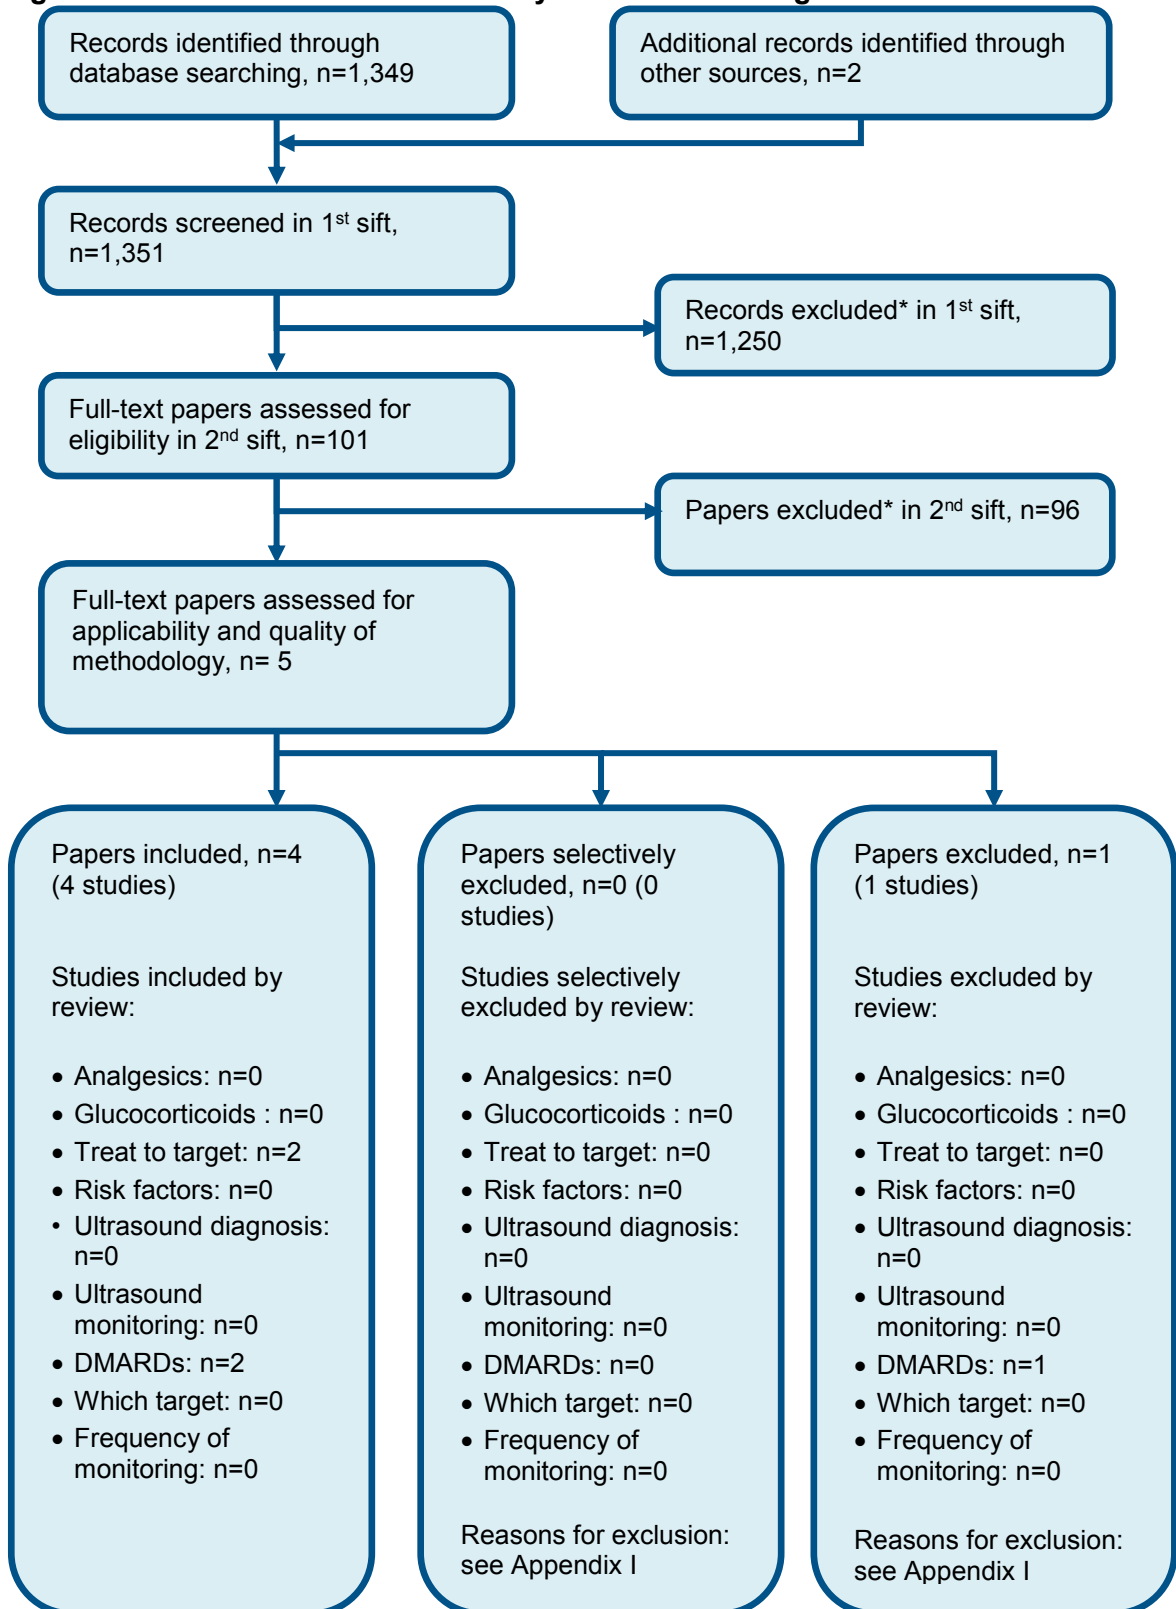 Records identified through
database searching, n=1,349
Additional records identified through
other sources, n=2
Records screened in 1st sift,
n=1,351
Records excluded* in 1st sift,
n=1,250
Full-text papers assessed for
eligibility in 2nd sift, n=101
Papers excluded* in 2nd sift, n=96
Full-text papers assessed for
applicability and quality of
methodology, n= 5
Papers included, n=4
(4 studies)
Studies included by
review:
• Analgesics: n=0
• Glucocorticoids : n=0
• Treat to target: n=2
• Risk factors: n=0
• Ultrasound diagnosis:
n=0
• Ultrasound
monitoring: n=0
• DMARDs: n=2
• Which target: n=0
• Frequency of
monitoring: n=0
Papers selectively
excluded, n=0 (0
studies)
Studies selectively
excluded by review:
• Analgesics: n=0
• Glucocorticoids : n=0
• Treat to target: n=0
• Risk factors: n=0
• Ultrasound diagnosis:
n=0
• Ultrasound
monitoring: n=0
• DMARDs: n=0
• Which target: n=0
• Frequency of
monitoring: n=0
Reasons for exclusion:
see Appendix I
Papers excluded, n=1
(1 studies)
Studies excluded by
review:
• Analgesics: n=0
• Glucocorticoids : n=0
• Treat to target: n=0
• Risk factors: n=0
• Ultrasound diagnosis:
n=0
• Ultrasound
monitoring: n=0
• DMARDs: n=1
• Which target: n=0
• Frequency of
monitoring: n=0
Reasons for exclusion:
see Appendix I